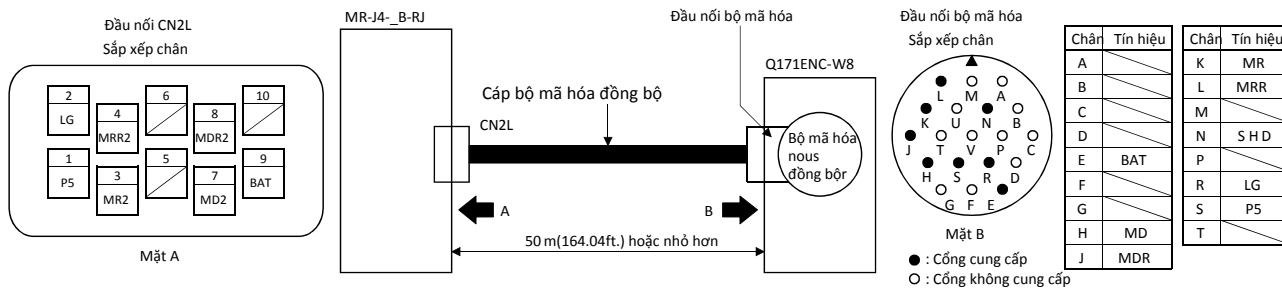 Đầu nối CN2L
Sắp xếp chân
2
LG
4
MRR2
6
8
MDR2
10
1
P5
3
MR2
5
7
MD2
9
BAT
Mặt A
MR-J4-_B-RJ
Cáp bộ mã hóa đồng bộ
CN2L
A
B
50 m(164.04ft.) hoặc nhỏ hơn
Đầu nối bộ mã hóa
Q171ENC-W8
Bộ mã hóa
nous
đồng bộr
Đầu nối bộ mã hóa
Sắp xếp chân
L M A
K U N B
J T V P C
H S R D
G F E
Mặt B
: Cổng cung cấp
: Cổng không cung cấp
Chân Tín hiệu
A
B
C
D
E BAT
F
G
H MD
J MDR
Chân Tín hiệu
K MR
L MRR
M
N SHD
P
R LG
S P5
T